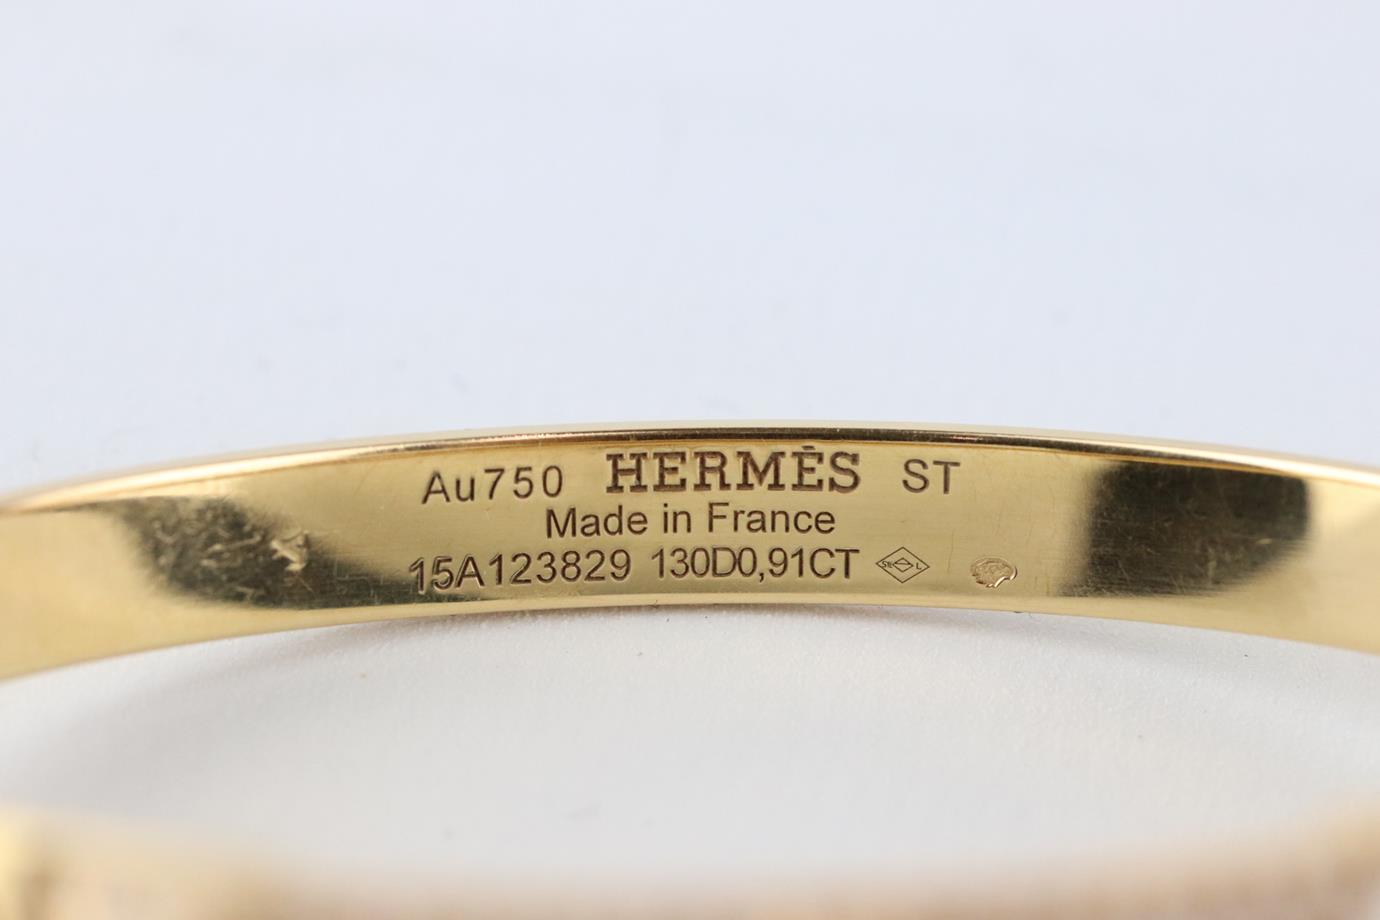 Au750 HERMÈS ST
Made in France
15A123829 130D0,91CT